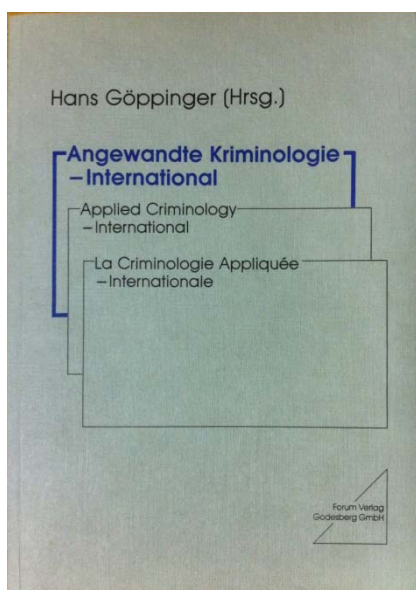 Hans Göppinger (Hrsg.)
Angewandte Kriminologie
–International
Applied Criminology
–International
La Criminologie Appliquée
–Internationale
Forum Verlag
Godesberg GmbH